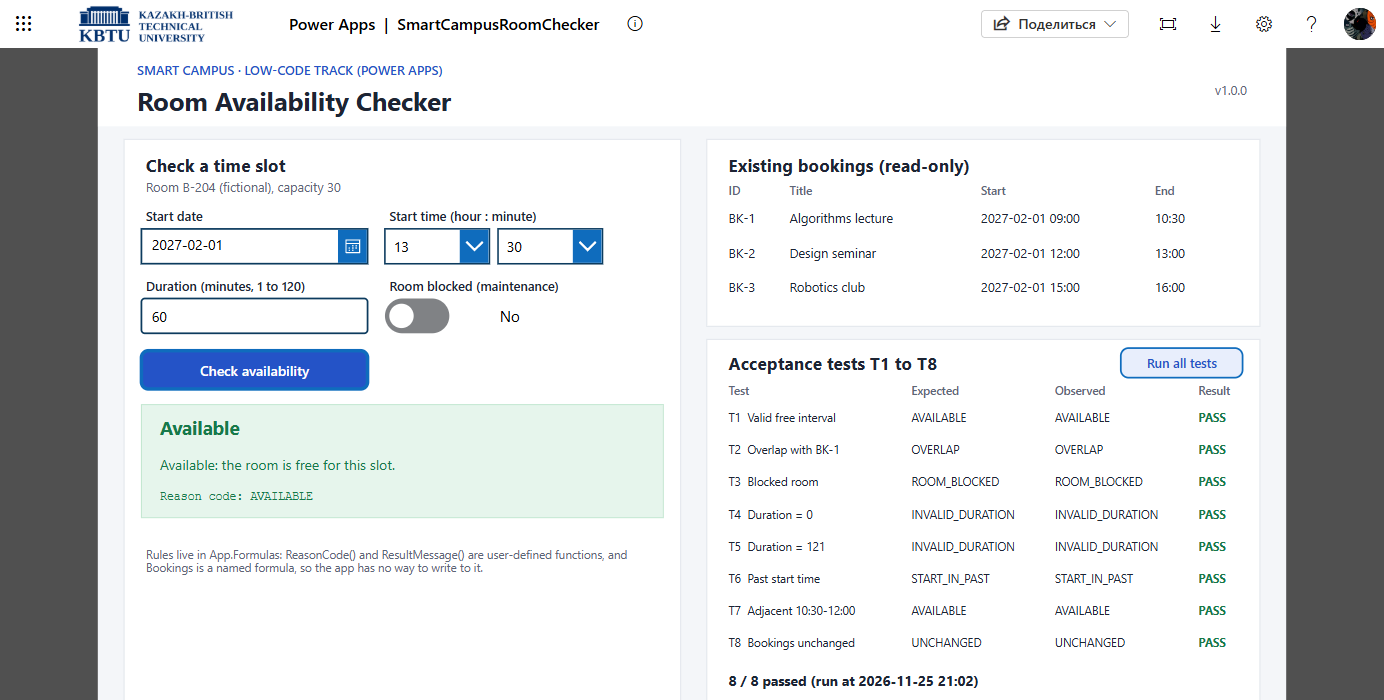 KBTU
KAZAKH-BRITISH
TECHNICAL
UNIVERSITY
Power Apps | SmartCampusRoomChecker
Поделиться
?
SMART CAMPUS · LOW-CODE TRACK (POWER APPS)
Room Availability Checker
v1.0.0
Check a time slot
Room B-204 (fictional), capacity 30
Start date
Start time (hour : minute)
2027-02-01
13
30
Duration (minutes, 1 to 120)
Room blocked (maintenance)
60
No
Check availability
Available
Available: the room is free for this slot.
Reason code: AVAILABLE
Rules live in App.Formulas: ReasonCode() and ResultMessage() are user-defined functions, and
Bookings is a named formula, so the app has no way to write to it.
Existing bookings (read-only)
ID Title Start End
BK-1 Algorithms lecture 2027-02-01 09:00 10:30
BK-2 Design seminar 2027-02-01 12:00 13:00
BK-3 Robotics club 2027-02-01 15:00 16:00
Acceptance tests T1 to T8
Run all tests
Test Expected Observed Result
T1 Valid free interval AVAILABLE AVAILABLE PASS
T2 Overlap with BK-1 OVERLAP OVERLAP PASS
T3 Blocked room ROOM_BLOCKED ROOM_BLOCKED PASS
T4 Duration = 0 INVALID_DURATION INVALID_DURATION PASS
T5 Duration = 121 INVALID_DURATION INVALID_DURATION PASS
T6 Past start time START_IN_PAST START_IN_PAST PASS
T7 Adjacent 10:30-12:00 AVAILABLE AVAILABLE PASS
T8 Bookings unchanged UNCHANGED UNCHANGED PASS
8 / 8 passed (run at 2026-11-25 21:02)